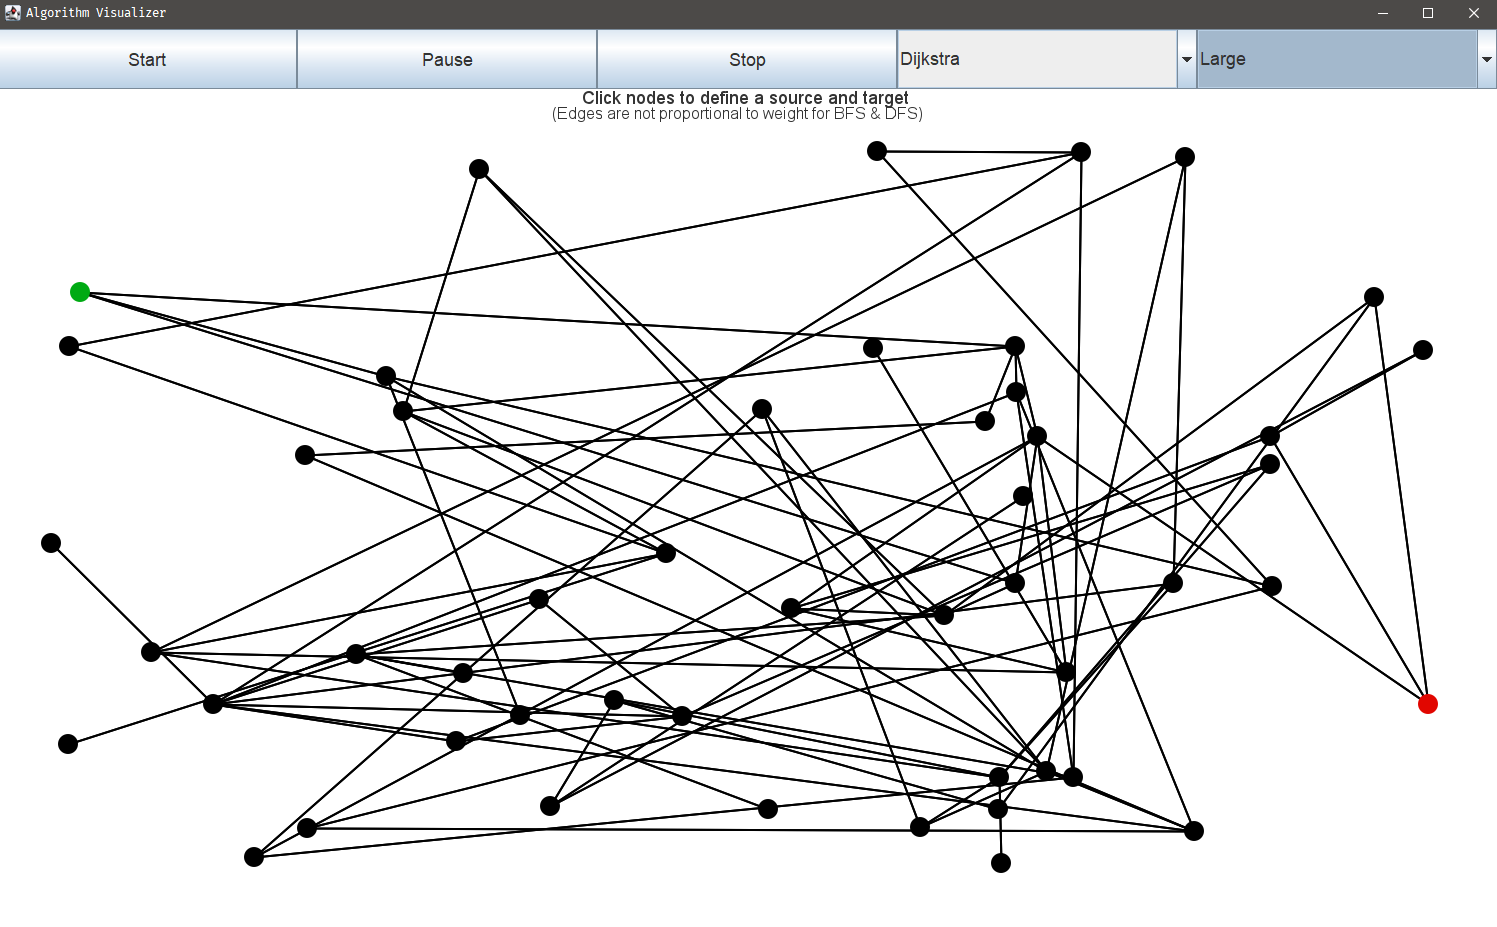 Algorithm Visualizer
Start Pause Stop Dijkstra Large
Click nodes to define a source and target
(Edges are not proportional to weight for BFS & DFS)